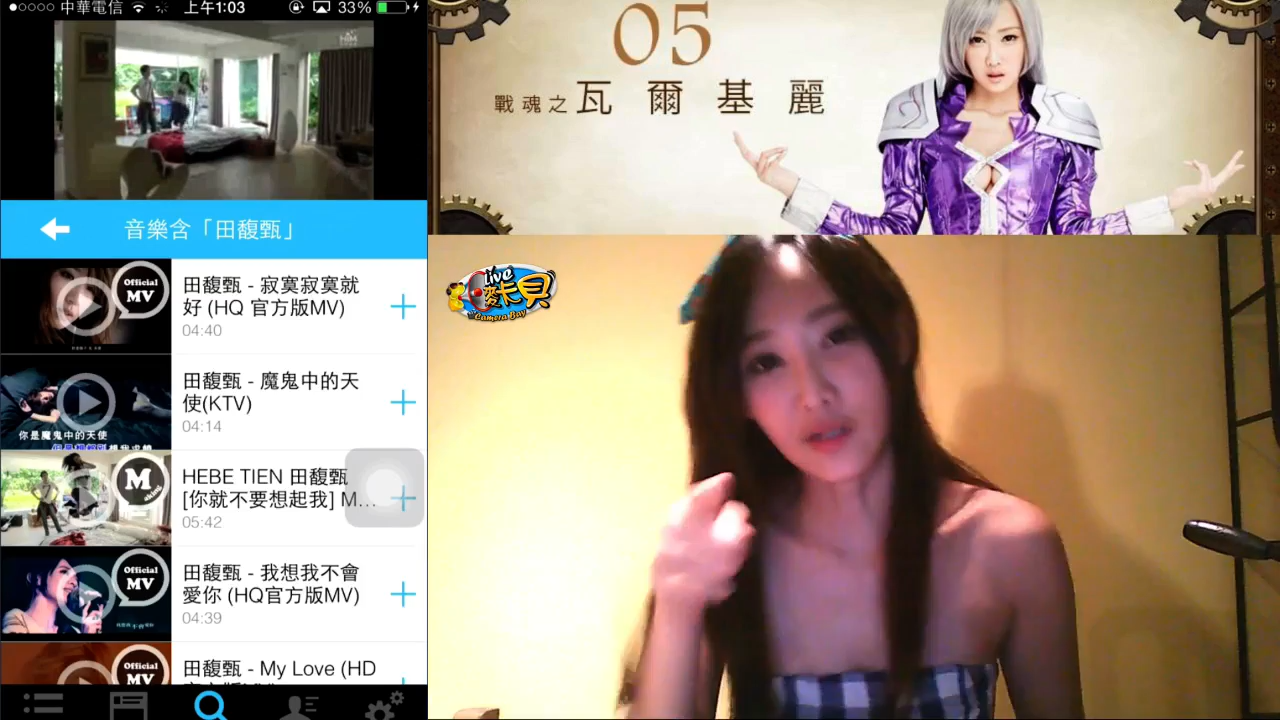 中華電信
上午1:03
33%
HIM
音樂含「田馥甄」
Official
MV
田馥甄 - 寂寞寂寞就
好 (HQ 官方版MV)
04:40
你是魔鬼中的天使
田馥甄 - 魔鬼中的天
使(KTV)
04:14
M
aking
HEBE TIEN 田馥甄
[你就不要想起我] M…
05:42
Official
MV
田馥甄 - 我想我不會
愛你 (HQ官方版MV)
04:39
Official
MV
田馥甄 - My Love (HD
05
戰魂之瓦爾基麗
live
麥卡貝
Camera Bay